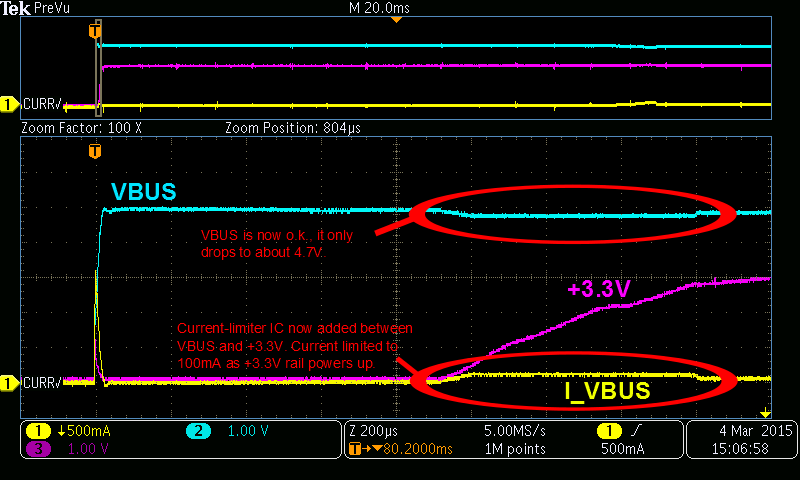 Tek PreVu M 20.0ms
T
1 CURR
Zoom Factor: 100 X Zoom Position: 804µs
T
VBUS
VBUS is now o.k., it only
drops to about 4.7V.
+3.3V
Current-limiter IC now added between
VBUS and +3.3V. Current limited to
100mA as +3.3V rail powers up.
1 CURR
I_VBUS
1 500mA 2 1.00 V Z 200µs 5.00MS/s 1 4 Mar 2015
3 1.00 V T 80.2000ms 1M points 500mA 15:06:58